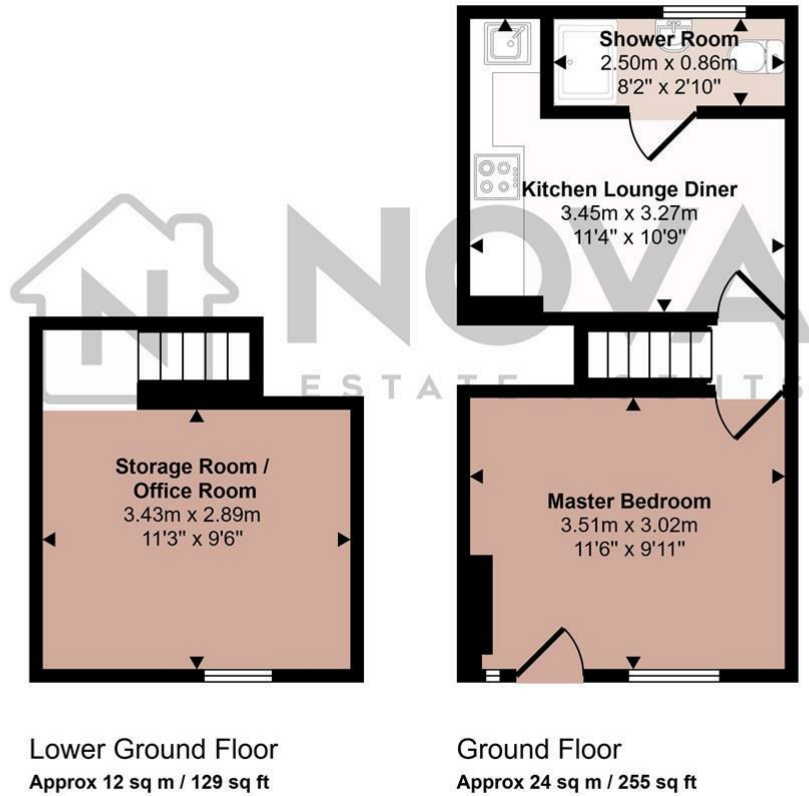 Shower Room
2.50m x 0.86m
8'2" x 2'10"
Kitchen Lounge Diner
3.45m x 3.27m
11'4" x 10'9"
N NOVA
ESTATE AGENTS
Storage Room /
Office Room
3.43m x 2.89m
11'3" x 9'6"
Master Bedroom
3.51m x 3.02m
11'6" x 9'11"
Lower Ground Floor
Approx 12 sq m / 129 sq ft
Ground Floor
Approx 24 sq m / 255 sq ft